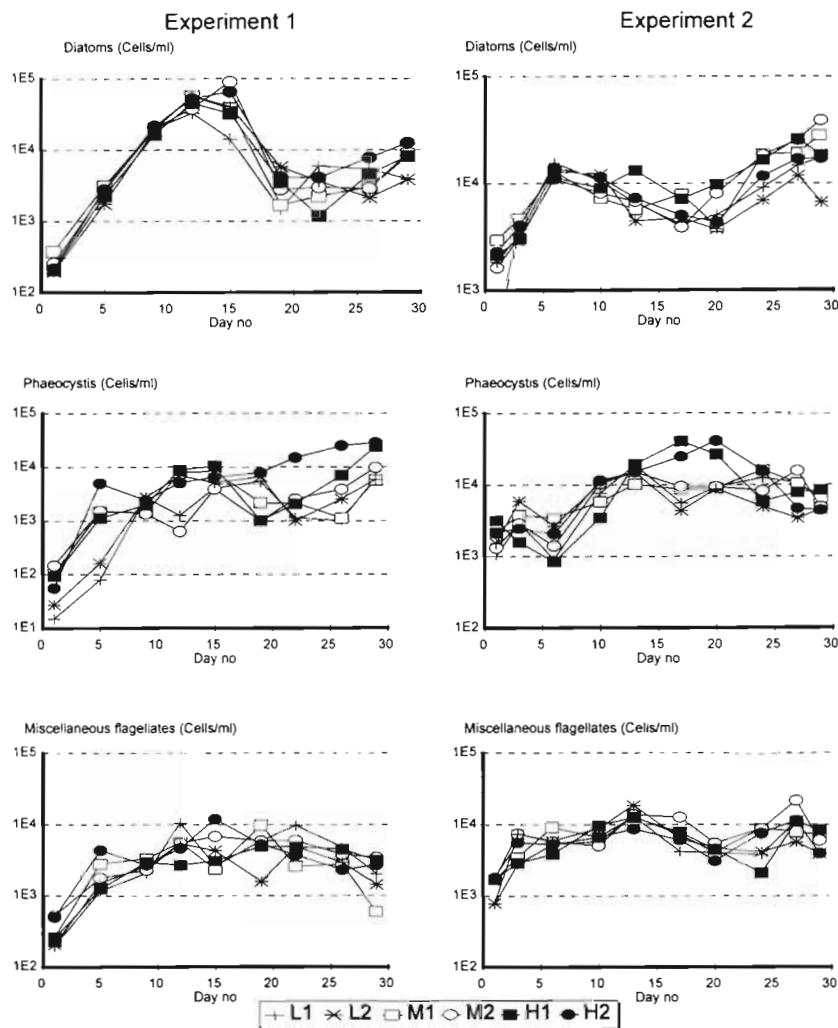 Experiment 1
Experiment 2
Diatoms (Cells/ml)
1E5
1E4
1E3
1E2
0 5 10 15 20 25 30
Day no
Diatoms (Cells/ml)
1E5
1E4
1E3
0 5 10 15 20 25 30
Day no
Phaeocystis (Cells/ml)
1E5
1E4
1E3
1E2
1E1
0 5 10 15 20 25 30
Day no
Phaeocystis (Cells/ml)
1E5
1E4
1E3
1E2
0 5 10 15 20 25 30
Day no
Miscellaneous flagellates (Cells/ml)
1E5
1E4
1E3
1E2
0 5 10 15 20 25 30
Day no
Miscellaneous flagellates (Cells/ml)
1E5
1E4
1E3
1E2
0 5 10 15 20 25 30
Day no
L1 L2 M1 M2 H1 H2